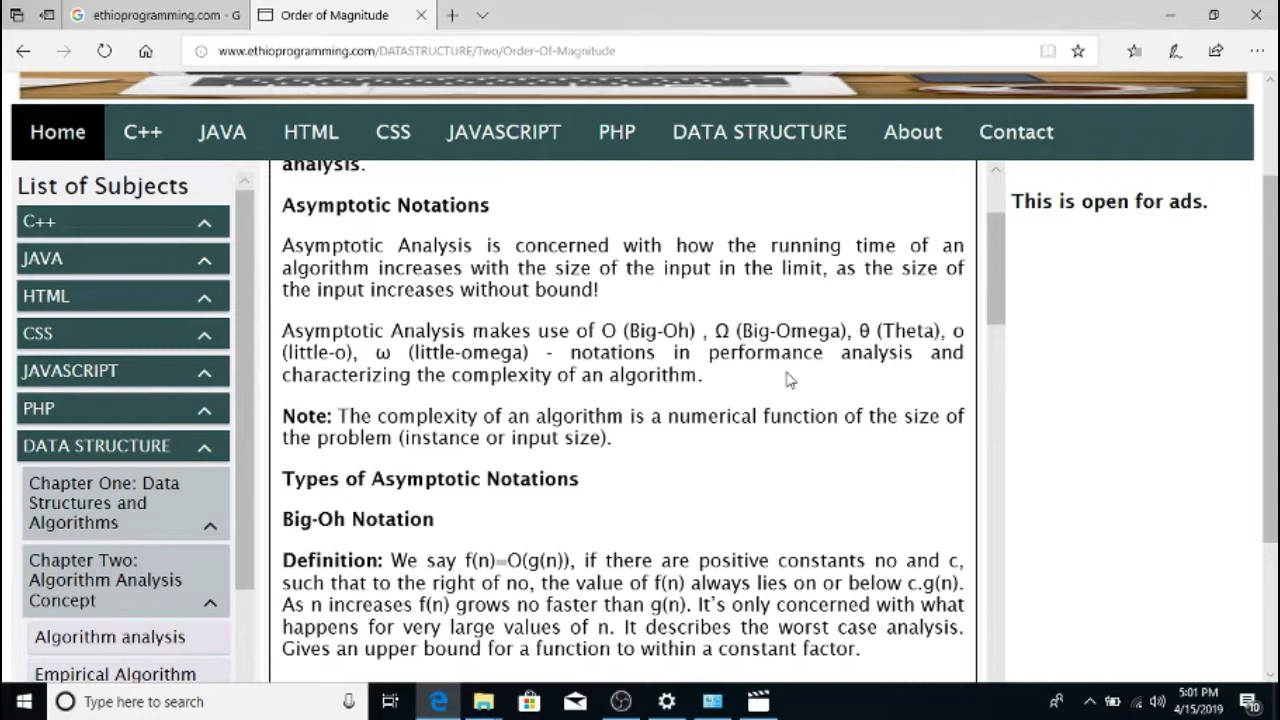 ethioprogramming.com - G
Order of Magnitude
www.ethioprogramming.com/DATASTRUCTURE/Two/Order-Of-Magnitude
Home C++ JAVA HTML CSS JAVASCRIPT PHP DATA STRUCTURE About Contact
List of Subjects
C++
JAVA
HTML
CSS
JAVASCRIPT
PHP
DATA STRUCTURE
Chapter One: Data
Structures and
Algorithms
Chapter Two:
Algorithm Analysis
Concept
Algorithm analysis
Empirical Algorithm
analysis.
Asymptotic Notations
Asymptotic Analysis is concerned with how the running time of an
algorithm increases with the size of the input in the limit, as the size of
the input increases without bound!
Asymptotic Analysis makes use of O (Big-Oh) , Ω (Big-Omega), θ (Theta), o
(little-o), ω (little-omega) - notations in performance analysis and
characterizing the complexity of an algorithm.
Note: The complexity of an algorithm is a numerical function of the size of
the problem (instance or input size).
Types of Asymptotic Notations
Big-Oh Notation
Definition: We say f(n)=O(g(n)), if there are positive constants no and c,
such that to the right of no, the value of f(n) always lies on or below c.g(n).
As n increases f(n) grows no faster than g(n). It's only concerned with what
happens for very large values of n. It describes the worst case analysis.
Gives an upper bound for a function to within a constant factor.
This is open for ads.
Type here to search
5:01 PM
4/15/2019
10